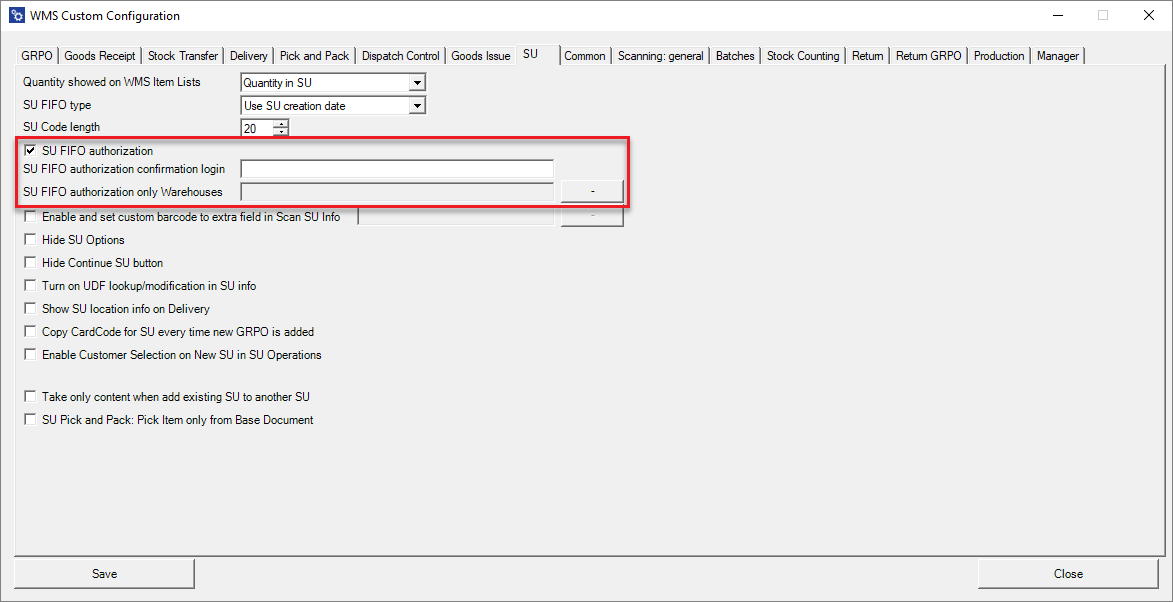 WMS Custom Configuration
GRPO Goods Receipt Stock Transfer Delivery Pick and Pack Dispatch Control Goods Issue SU Common Scanning: general Batches Stock Counting Return Return GRPO Production Manager
Quantity showed on WMS Item Lists Quantity in SU
SU FIFO type Use SU creation date
SU Code length 20
SU FIFO authorization
SU FIFO authorization confirmation login
SU FIFO authorization only Warehouses -
Enable and set custom barcode to extra field in Scan SU Info -
Hide SU Options
Hide Continue SU button
Turn on UDF lookup/modification in SU info
Show SU location info on Delivery
Copy CardCode for SU every time new GRPO is added
Enable Customer Selection on New SU in SU Operations
Take only content when add existing SU to another SU
SU Pick and Pack: Pick Item only from Base Document
Save Close